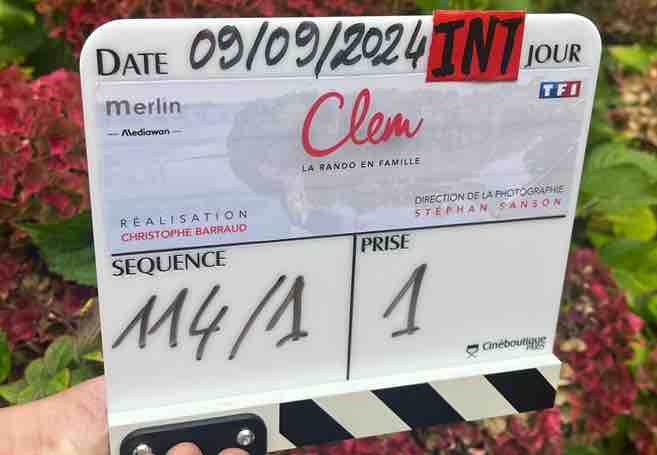 DATE 09/09/2024 INT JOUR
TF1
merlin
Mediawan
Clem
LA RANDO EN FAMILLE
RÉALISATION
CHRISTOPHE BARRAUD
DIRECTION DE LA PHOTOGRAPHIE
STÉPHAN SANSON
SEQUENCE
114/1
PRISE
1
Cinéboutique
PARIS